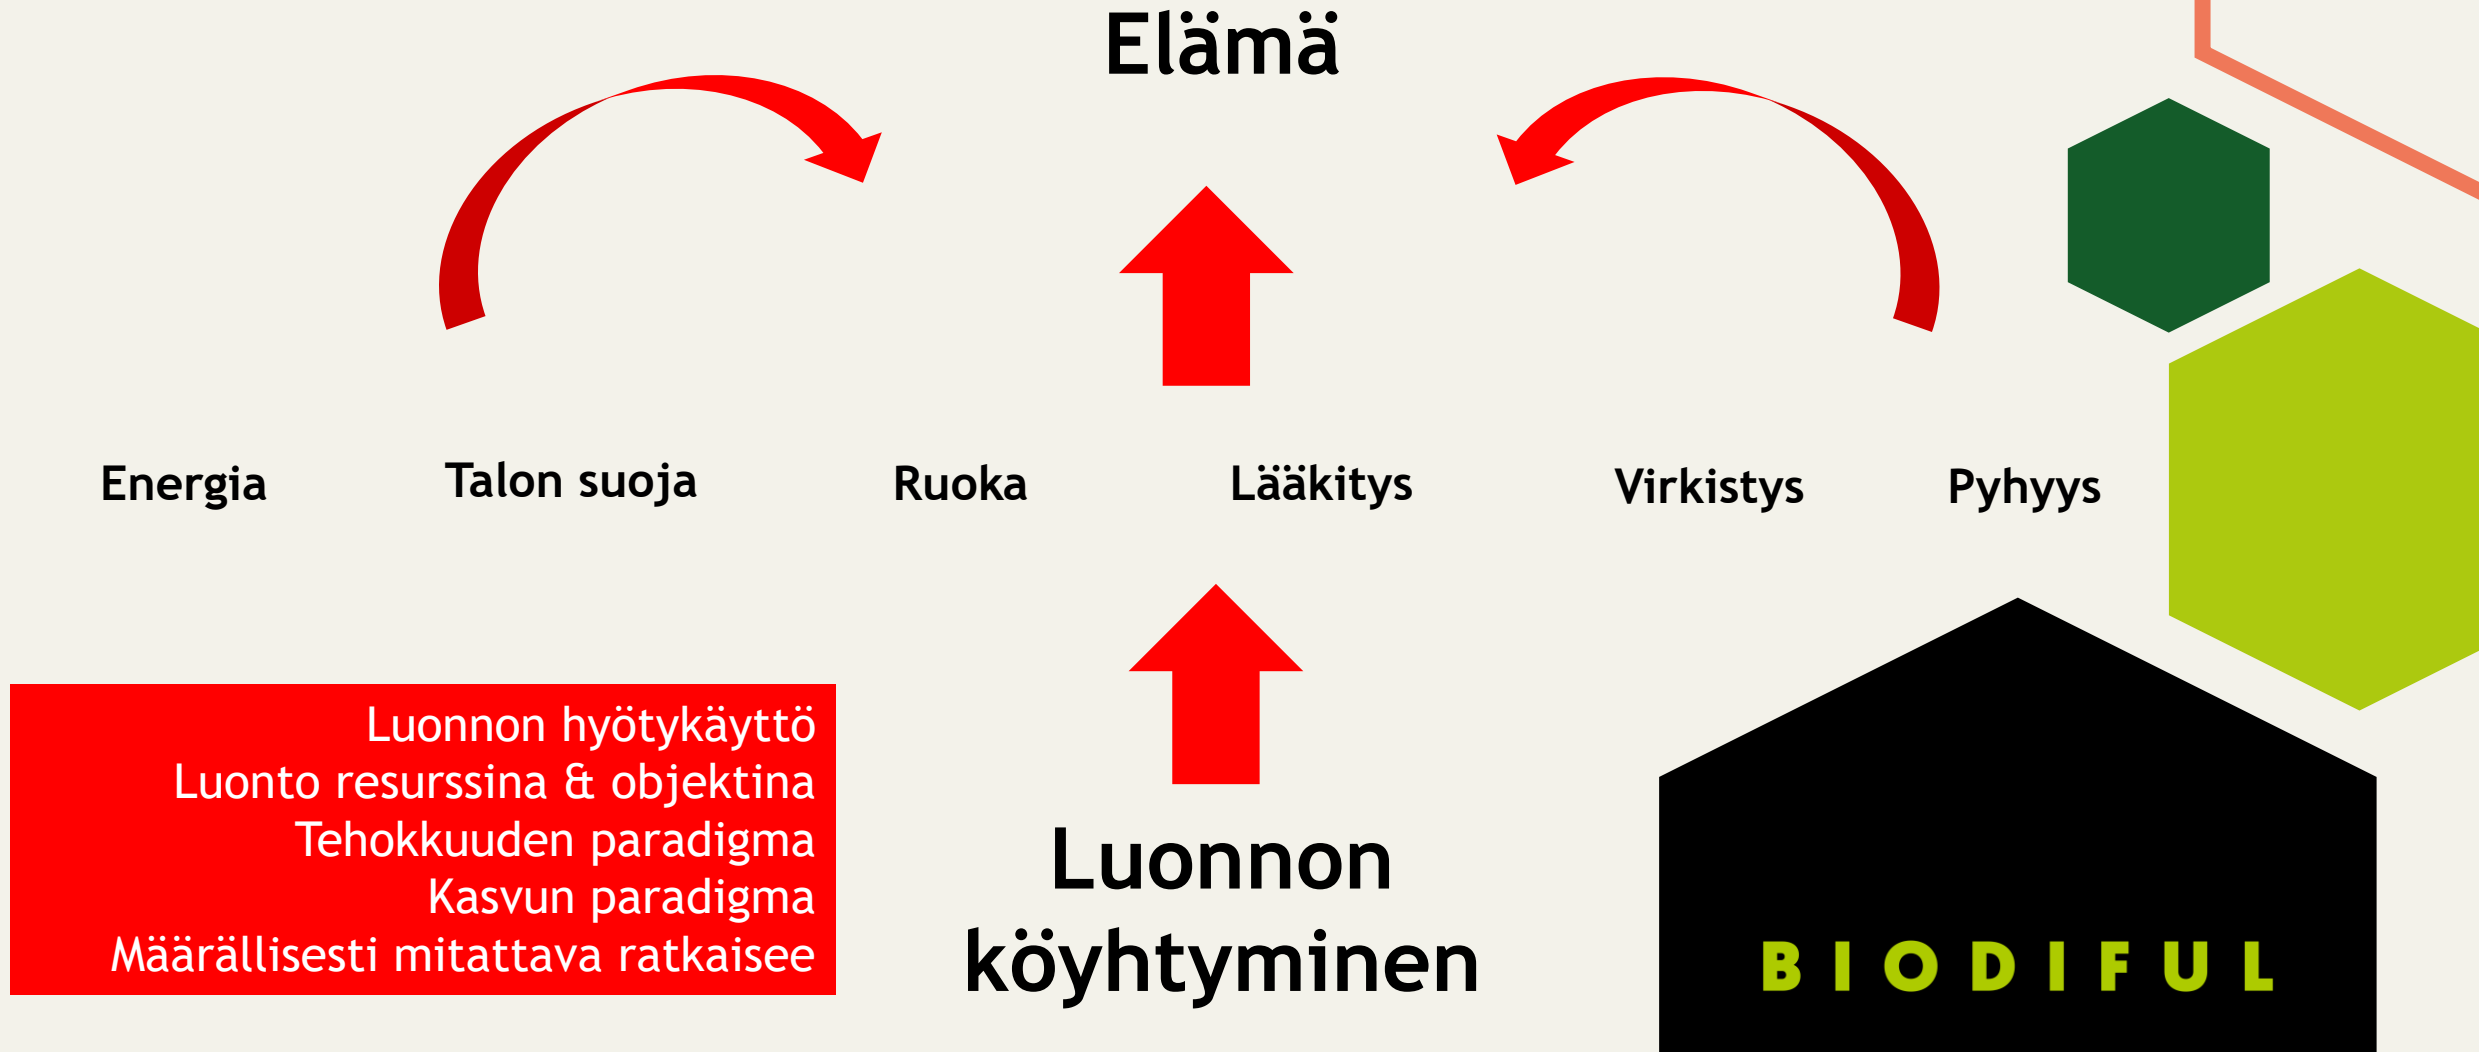 Elämä
Energia
Talon suoja
Ruoka
Lääkitys
Virkistys
Pyhyys
Luonnon hyötykäyttö
Luonto resurssina & objektina
Tehokkuuden paradigma
Kasvun paradigma
Määrällisesti mitattava ratkaisee
Luonnon
köyhtyminen
BIODIFUL